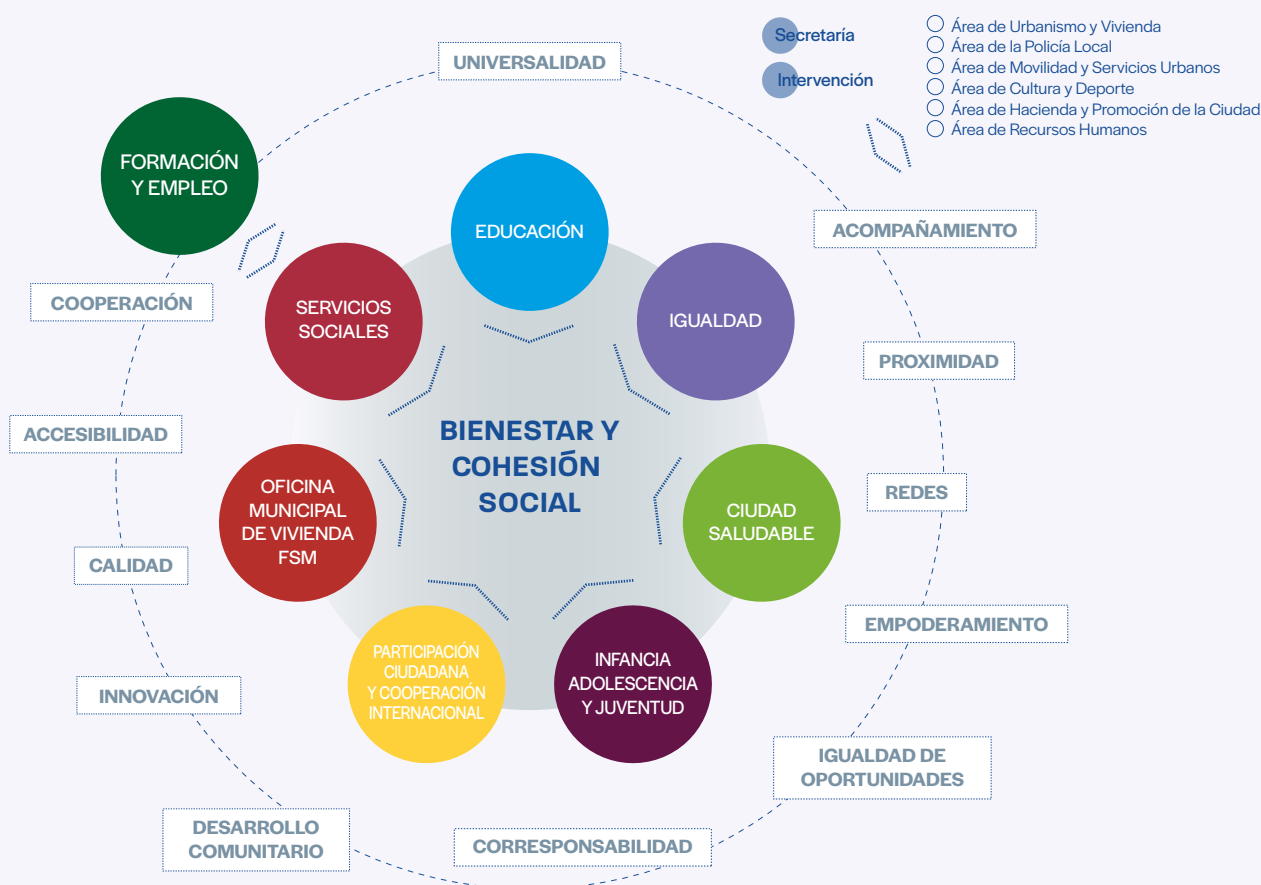 Secretaría
Intervención
Área de Urbanismo y Vivienda
Área de la Policía Local
Área de Movilidad y Servicios Urbanos
Área de Cultura y Deporte
Área de Hacienda y Promoción de la Ciudad
Área de Recursos Humanos
UNIVERSALIDAD
FORMACIÓN
Y EMPLEO
EDUCACIÓN
ACOMPAÑAMIENTO
COOPERACIÓN
SERVICIOS
SOCIALES
IGUALDAD
PROXIMIDAD
ACCESIBILIDAD
BIENESTAR Y
COHESIÓN
SOCIAL
REDES
OFICINA
MUNICIPAL
DE VIVIENDA
FSM
CIUDAD
SALUDABLE
CALIDAD
EMPODERAMIENTO
PARTICIPACIÓN
CIUDADANA
Y COOPERACIÓN
INTERNACIONAL
INFANCIA
ADOLESCENCIA
Y JUVENTUD
INNOVACIÓN
IGUALDAD DE
OPORTUNIDADES
DESARROLLO
COMUNITARIO
CORRESPONSABILIDAD